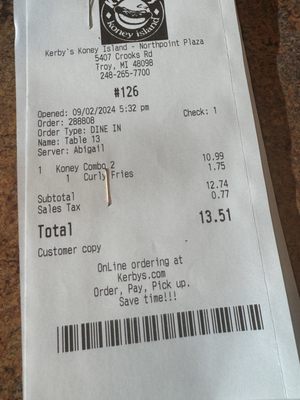 koney island
Kerby's Koney Island - Northpoint Plaza
5407 Crooks Rd
Troy, MI 48098
248-265-7700
#126
Opened: 09/02/2024 5:32 pm
Order: 288808 Check: 1
Order Type: DINE IN
Name: Table 13
Server: Abigail
1 Koney Combo 2 10.99
1 Curly Fries 1.75
Subtotal 12.74
Sales Tax 0.77
Total 13.51
Customer copy
OnLine ordering at
Kerbys.com
Order, Pay, Pick up.
Save time!!!